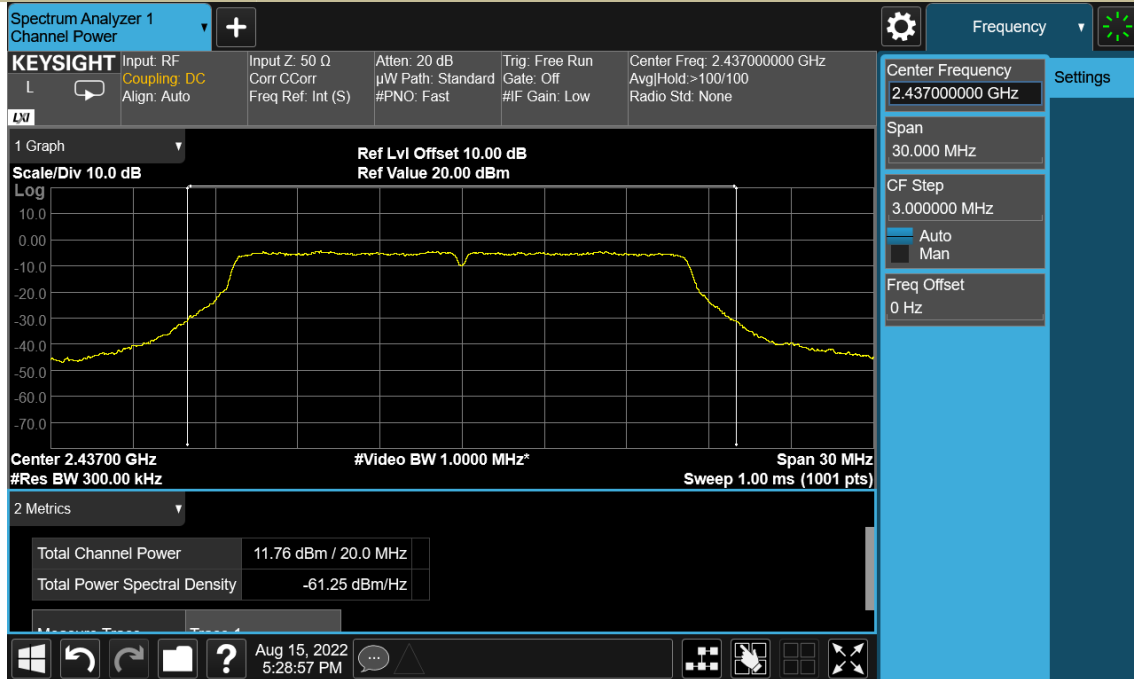 Spectrum Analyzer 1
Channel Power
Frequency
KEYSIGHT
L
LXI
Input: RF
Coupling: DC
Align: Auto
Input Z: 50 Ω
Corr CCorr
Freq Ref: Int (S)
Atten: 20 dB
µW Path: Standard
#PNO: Fast
Trig: Free Run
Gate: Off
#IF Gain: Low
Center Freq: 2.437000000 GHz
Avg|Hold:>100/100
Radio Std: None
1 Graph
Scale/Div 10.0 dB
Ref Lvl Offset 10.00 dB
Ref Value 20.00 dBm
Log
10.0
0.00
-10.0
-20.0
-30.0
-40.0
-50.0
-60.0
-70.0
Center 2.43700 GHz
#Video BW 1.0000 MHz*
Span 30 MHz
#Res BW 300.00 kHz
Sweep 1.00 ms (1001 pts)
2 Metrics
Total Channel Power 11.76 dBm / 20.0 MHz
Total Power Spectral Density -61.25 dBm/Hz
Measure Trace Trace 1
Aug 15, 2022
5:28:57 PM
Center Frequency
2.437000000 GHz
Span
30.000 MHz
CF Step
3.000000 MHz
Auto
Man
Freq Offset
0 Hz
Settings